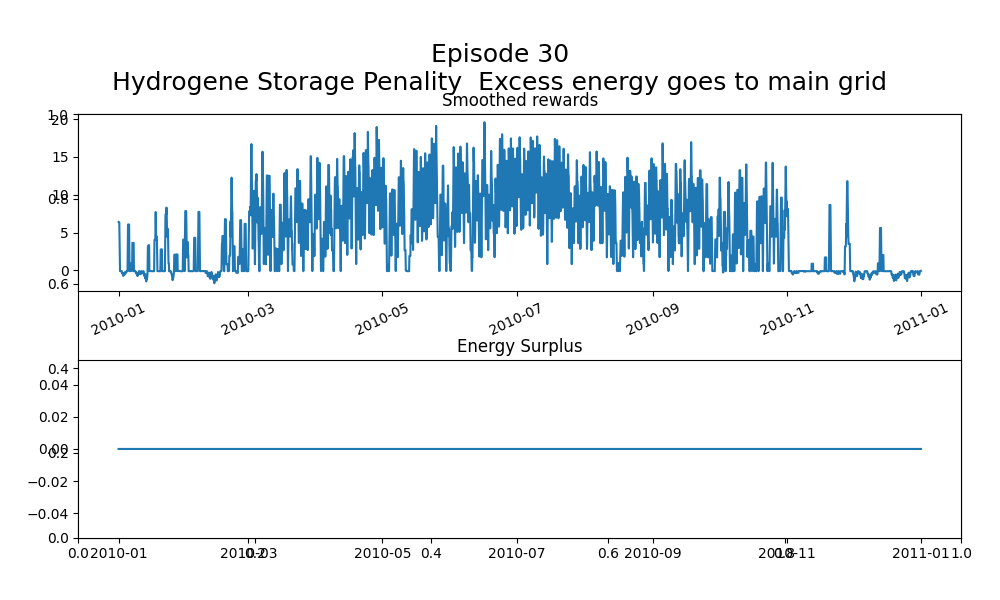 Episode 30
Hydrogene Storage Penality  Excess energy goes to main grid
Smoothed rewards
1.0
20
15
10
0.8
5
0
0.6
2010-01 2010-03 2010-05 2010-07 2010-09 2010-11 2011-01
Energy Surplus
0.4
0.04
0.02
0.00
0.2
−0.02
−0.04
0.0
0.0 2010-01 0.2 2010-03 2010-05 0.4 2010-07 0.6 2010-09 0.8 2010-11 2011-01 1.0